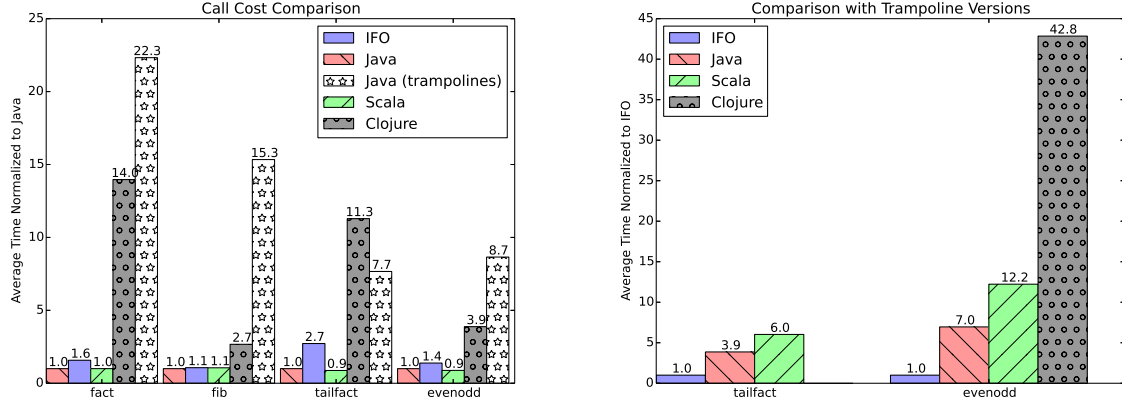 Call Cost Comparison
Average Time Normalized to Java
25
20
15
10
5
0
IFO
Java
Java (trampolines)
Scala
Clojure
1.0
1.6
1.0
14.0
22.3
1.0
1.1
1.1
2.7
15.3
1.0
2.7
0.9
11.3
7.7
1.0
1.4
0.9
3.9
8.7
fact
fib
tailfact
evenodd
Comparison with Trampoline Versions
Average Time Normalized to IFO
45
40
35
30
25
20
15
10
5
0
IFO
Java
Scala
Clojure
1.0
3.9
6.0
1.0
7.0
12.2
42.8
tailfact
evenodd